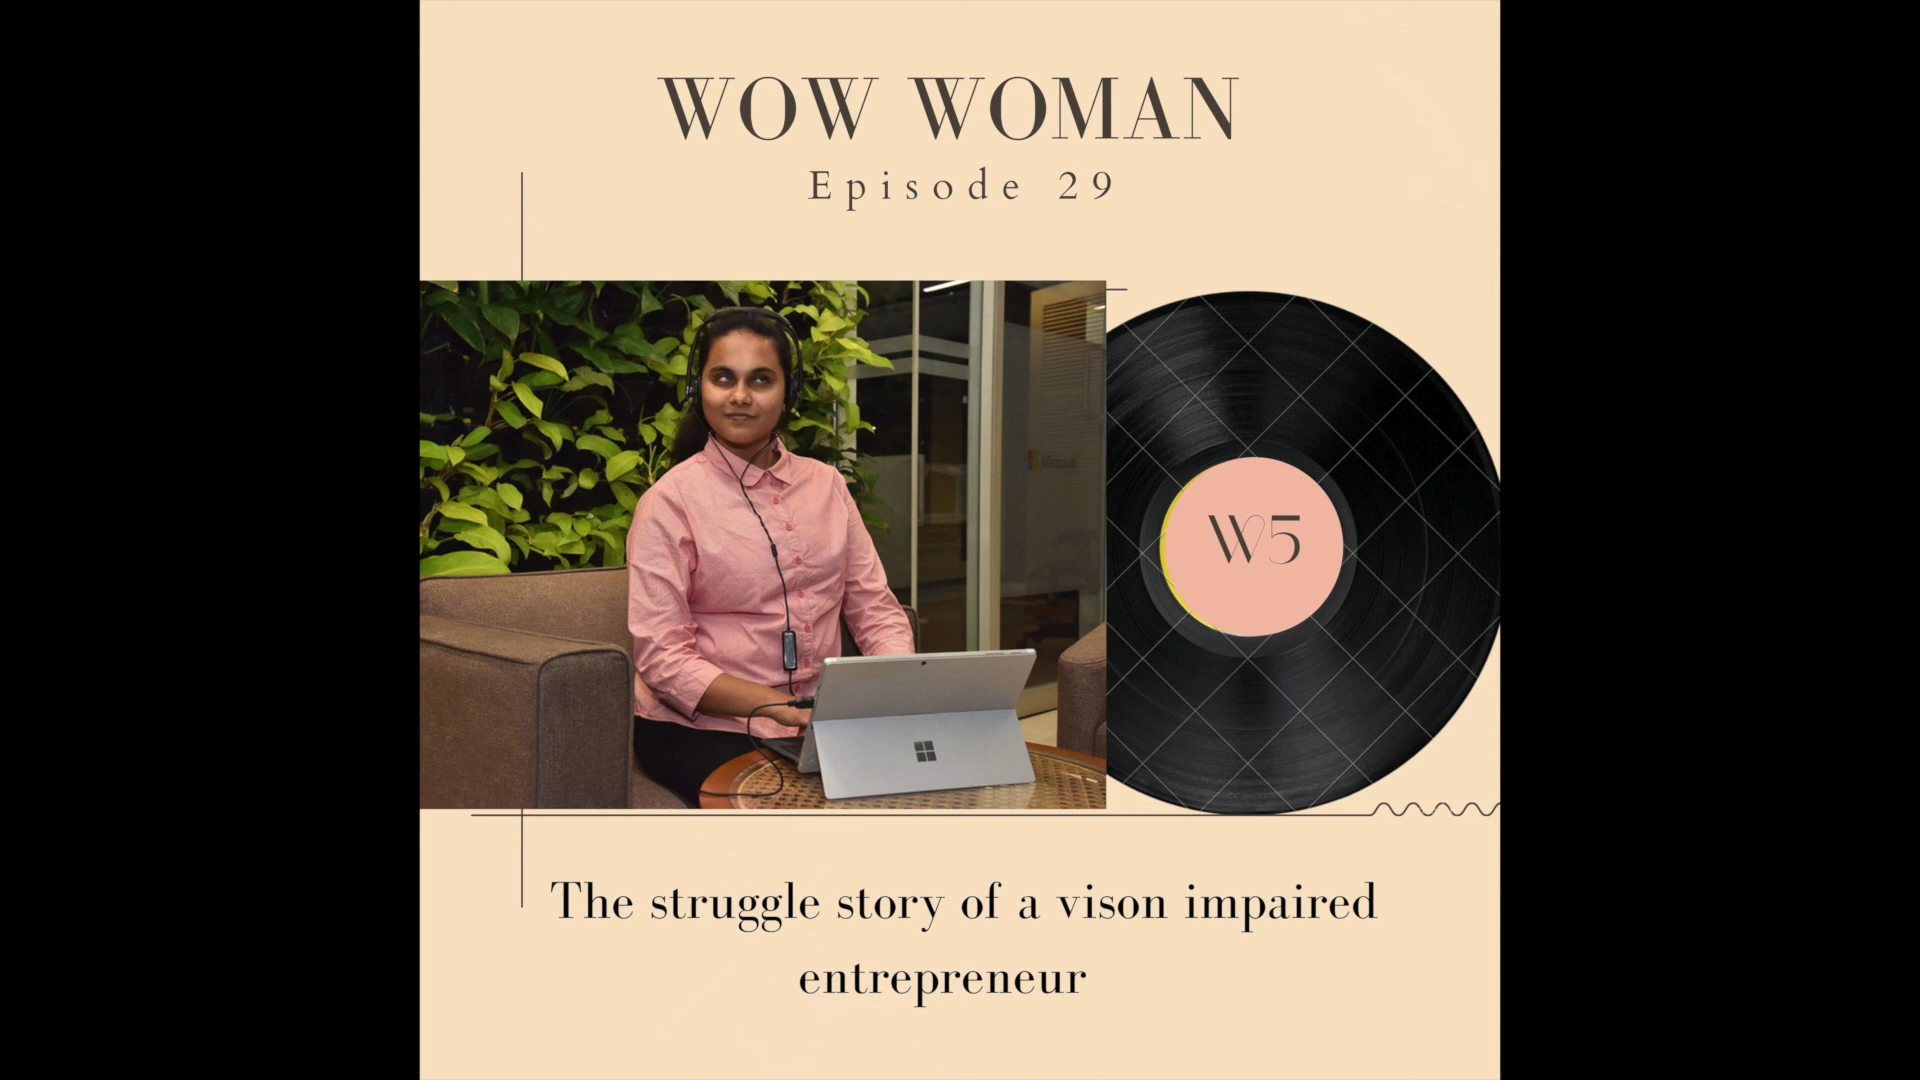 WOW WOMAN
Episode 29
W5
The struggle story of a vison impaired
entrepreneur